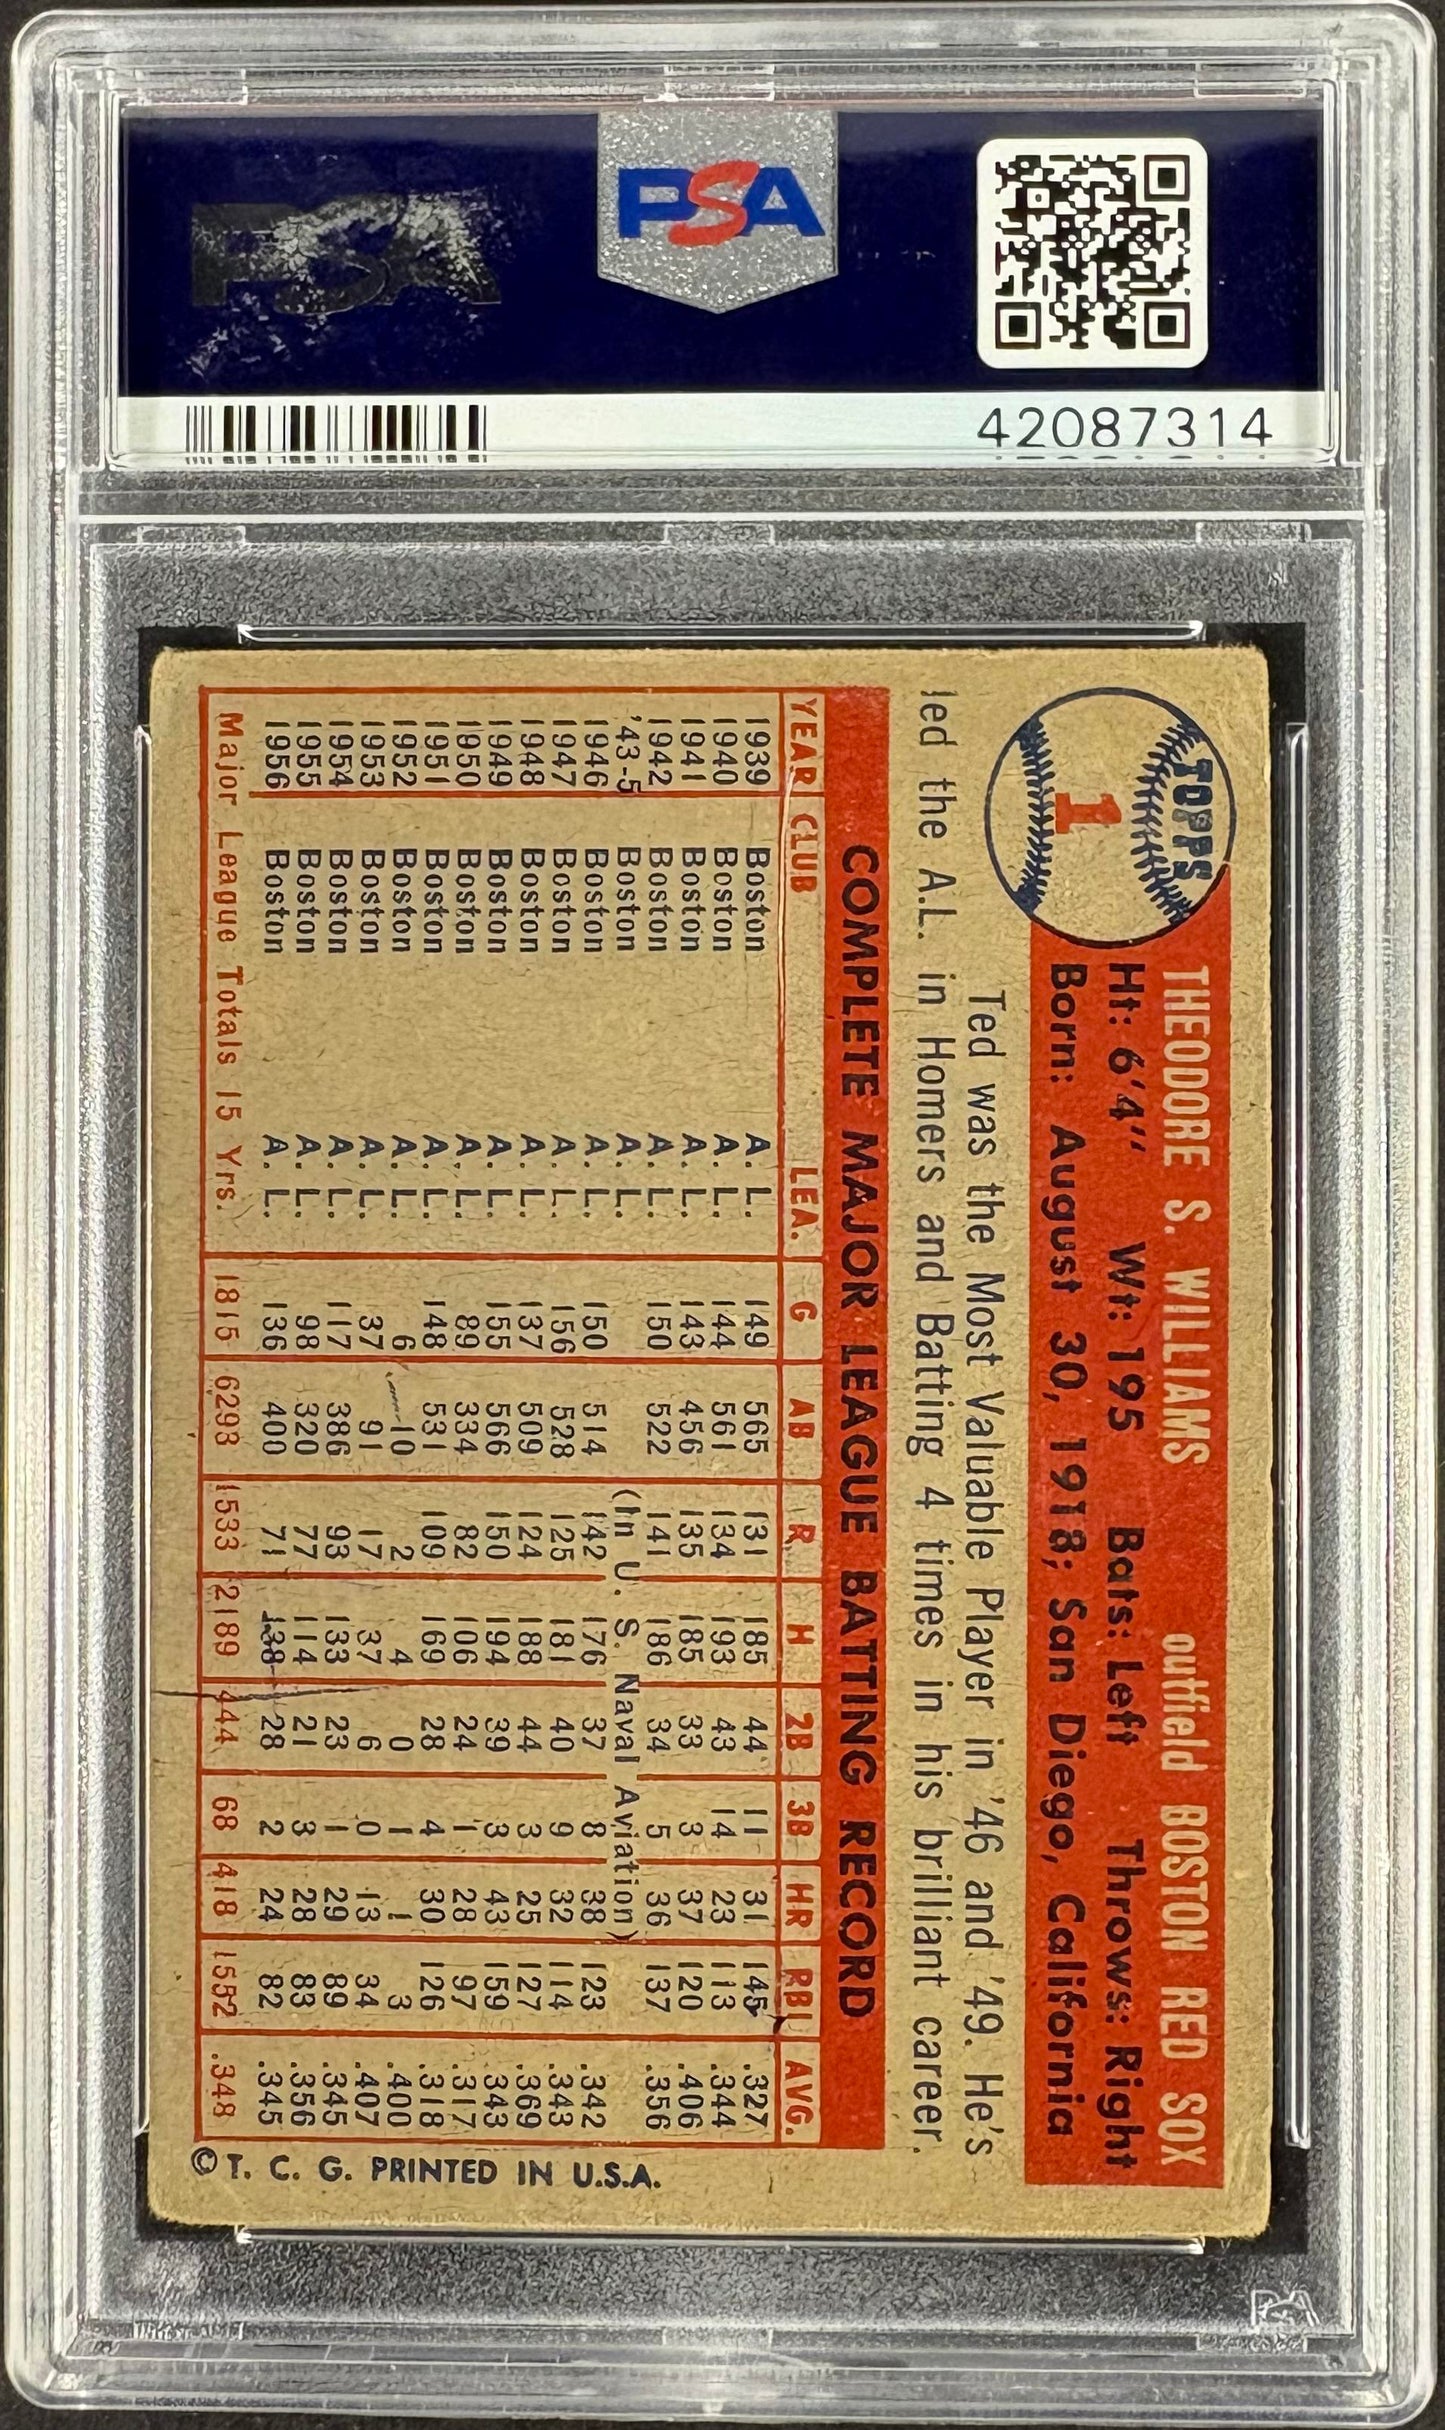 PSA
PSA
42087314
TOPPS
1
THEODORE S. WILLIAMS outfield BOSTON RED SOX
Ht: 6'4" Wt: 195 Bats: Left Throws: Right
Born: August 30, 1918; San Diego, California
Ted was the Most Valuable Player in '46 and '49. He's
led the A.L. in Homers and Batting 4 times in his brilliant career.
COMPLETE MAJOR LEAGUE BATTING RECORD
YEAR CLUB LEA. G AB R H 2B 3B HR RBI AVG.
1939 Boston A. L. 149 565 131 185 44 11 31 145 .327
1940 Boston A. L. 144 561 134 193 43 14 23 113 .344
1941 Boston A. L. 143 456 135 185 33 3 37 120 .406
1942 Boston A. L. 150 522 141 186 34 5 36 137 .356
'43-5 Boston A. L. (In U. S. Naval Aviation)
1946 Boston A. L. 150 514 142 176 37 8 38 123 .342
1947 Boston A. L. 156 528 125 181 40 9 32 114 .343
1948 Boston A. L. 137 509 124 188 44 3 25 127 .369
1949 Boston A. L. 155 566 150 194 39 3 43 159 .343
1950 Boston A. L. 89 334 82 106 24 1 28 97 .317
1951 Boston A. L. 148 531 109 169 28 4 30 126 .318
1952 Boston A. L. 6 10 2 4 0 1 1 3 .400
1953 Boston A. L. 37 91 17 37 6 0 13 34 .407
1954 Boston A. L. 117 386 93 133 23 1 29 89 .345
1955 Boston A. L. 98 320 77 114 21 3 28 83 .356
1956 Boston A. L. 136 400 71 138 28 2 24 82 .345
Major League Totals 15 Yrs. 1815 6293 1533 2189 444 68 418 1552 .348
© T. C. G. PRINTED IN U.S.A.
PSA